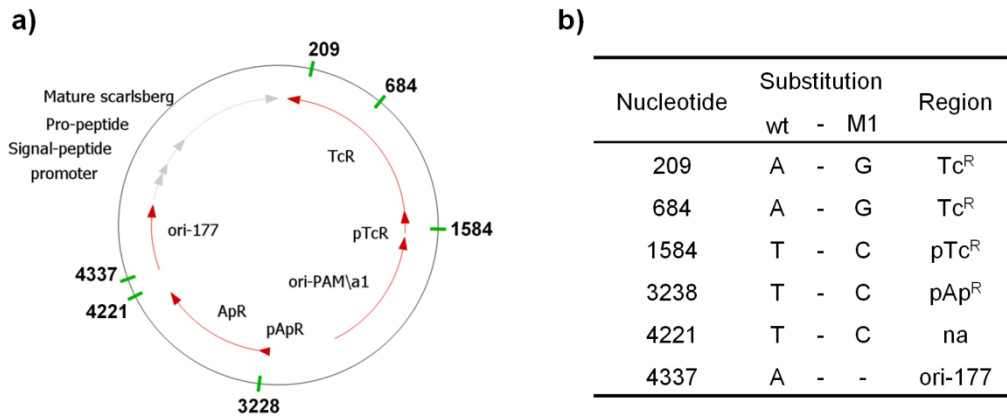 a)
209
684
Mature scarlsberg
Pro-peptide
Signal-peptide
promoter
TcR
ori-177
pTcR
1584
ori-PAM\a1
4337
4221
ApR
pApR
3228
b)
Nucleotide Substitution Region
wt - M1
209 A - G Tcᴿ
684 A - G Tcᴿ
1584 T - C pTcᴿ
3238 T - C pApᴿ
4221 T - C na
4337 A - - ori-177